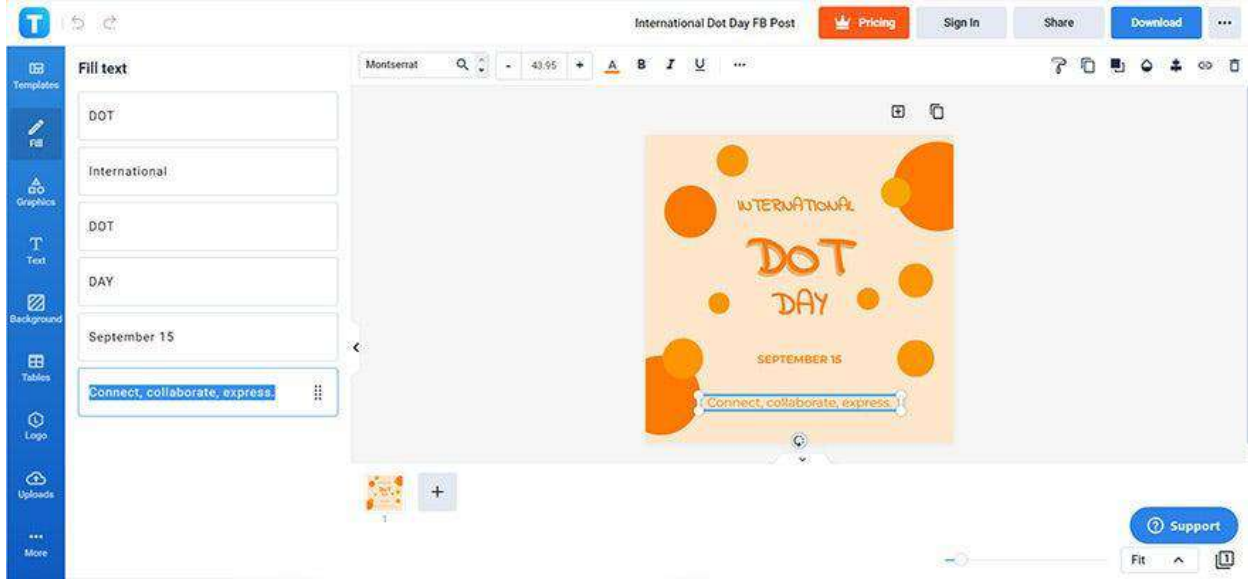 T
International Dot Day FB Post
Pricing
Sign In
Share
Download
Templates
Fill
Graphics
Text
Background
Tables
Logo
Uploads
More
Fill text
DOT
International
DOT
DAY
September 15
Connect, collaborate, express.
Montserrat
- 43.95 +
A B I U
INTERNATIONAL
DOT
DAY
SEPTEMBER 15
Connect, collaborate, express.
1
Support
Fit
1